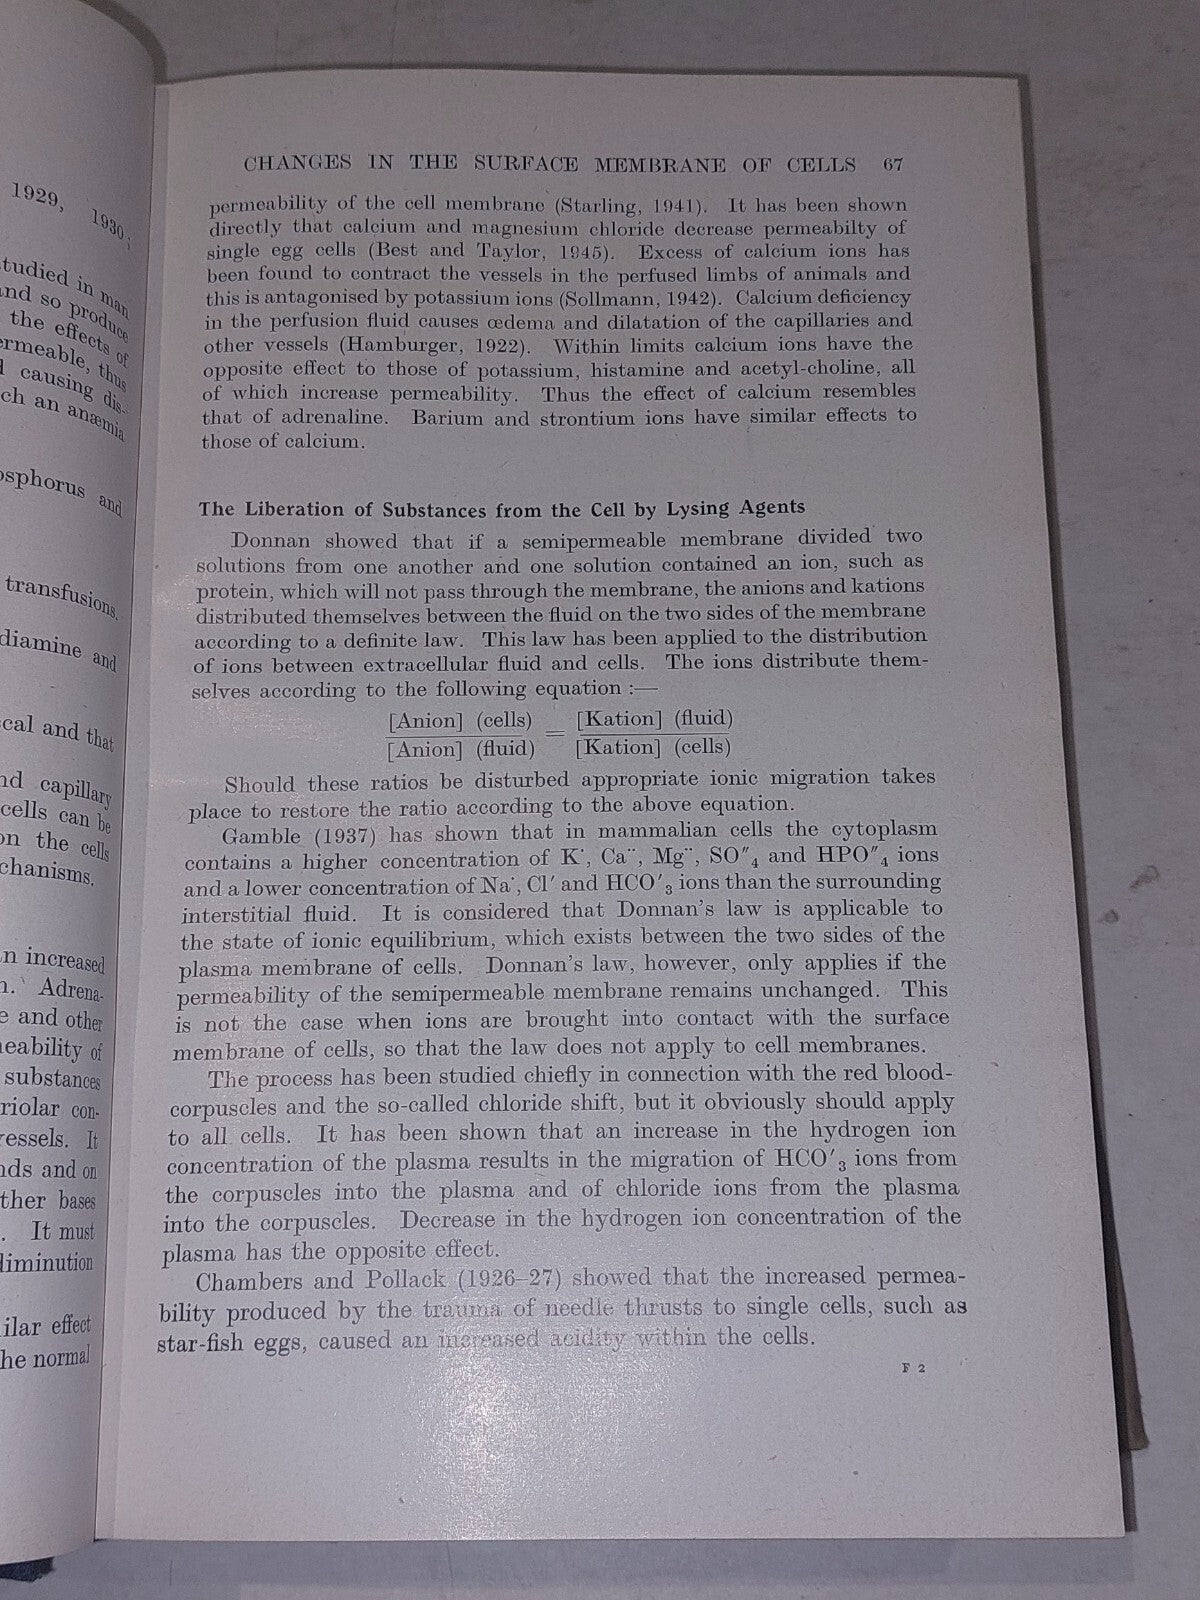 1929, 1930;
tudied in man
and so produce
the effects of
ermeable, thus
causing dis-
ch an anæmia
osphorus and
transfusions.
diamine and
cal and that
nd capillary
cells can be
on the cells
chanisms.
n increased
n. Adrena-
e and other
neability of
substances
riolar con-
vessels. It
nds and on
ther bases
. It must
diminution
ilar effect
he normal
CHANGES IN THE SURFACE MEMBRANE OF CELLS 67
permeability of the cell membrane (Starling, 1941). It has been shown
directly that calcium and magnesium chloride decrease permeabilty of
single egg cells (Best and Taylor, 1945). Excess of calcium ions has
been found to contract the vessels in the perfused limbs of animals and
this is antagonised by potassium ions (Sollmann, 1942). Calcium deficiency
in the perfusion fluid causes œdema and dilatation of the capillaries and
other vessels (Hamburger, 1922). Within limits calcium ions have the
opposite effect to those of potassium, histamine and acetyl-choline, all
of which increase permeability. Thus the effect of calcium resembles
that of adrenaline. Barium and strontium ions have similar effects to
those of calcium.
The Liberation of Substances from the Cell by Lysing Agents
Donnan showed that if a semipermeable membrane divided two
solutions from one another and one solution contained an ion, such as
protein, which will not pass through the membrane, the anions and kations
distributed themselves between the fluid on the two sides of the membrane
according to a definite law. This law has been applied to the distribution
of ions between extracellular fluid and cells. The ions distribute them-
selves according to the following equation :—
[Anion] (cells) = [Kation] (fluid)
[Anion] (fluid) [Kation] (cells)
Should these ratios be disturbed appropriate ionic migration takes
place to restore the ratio according to the above equation.
Gamble (1937) has shown that in mammalian cells the cytoplasm
contains a higher concentration of K˙, Ca¨, Mg¨, SO″₄ and HPO″₄ ions
and a lower concentration of Na˙, Cl′ and HCO′₃ ions than the surrounding
interstitial fluid. It is considered that Donnan's law is applicable to
the state of ionic equilibrium, which exists between the two sides of the
plasma membrane of cells. Donnan's law, however, only applies if the
permeability of the semipermeable membrane remains unchanged. This
is not the case when ions are brought into contact with the surface
membrane of cells, so that the law does not apply to cell membranes.
The process has been studied chiefly in connection with the red blood-
corpuscles and the so-called chloride shift, but it obviously should apply
to all cells. It has been shown that an increase in the hydrogen ion
concentration of the plasma results in the migration of HCO′₃ ions from
the corpuscles into the plasma and of chloride ions from the plasma
into the corpuscles. Decrease in the hydrogen ion concentration of the
plasma has the opposite effect.
Chambers and Pollack (1926–27) showed that the increased permea-
bility produced by the trauma of needle thrusts to single cells, such as
star-fish eggs, caused an increased acidity within the cells.
F 2